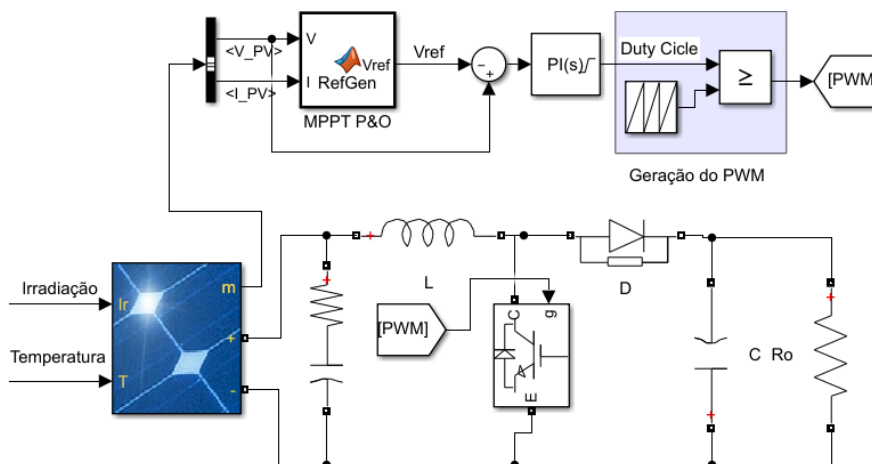 <V_PV>
<I_PV>
V
I
Vref
RefGen
MPPT P&O
Vref
PI(s)
Duty Cicle
≥
[PWM
Geração do PWM
Irradiação
Temperatura
Ir
T
m
+
-
L
[PWM]
C
g
E
D
C
Ro